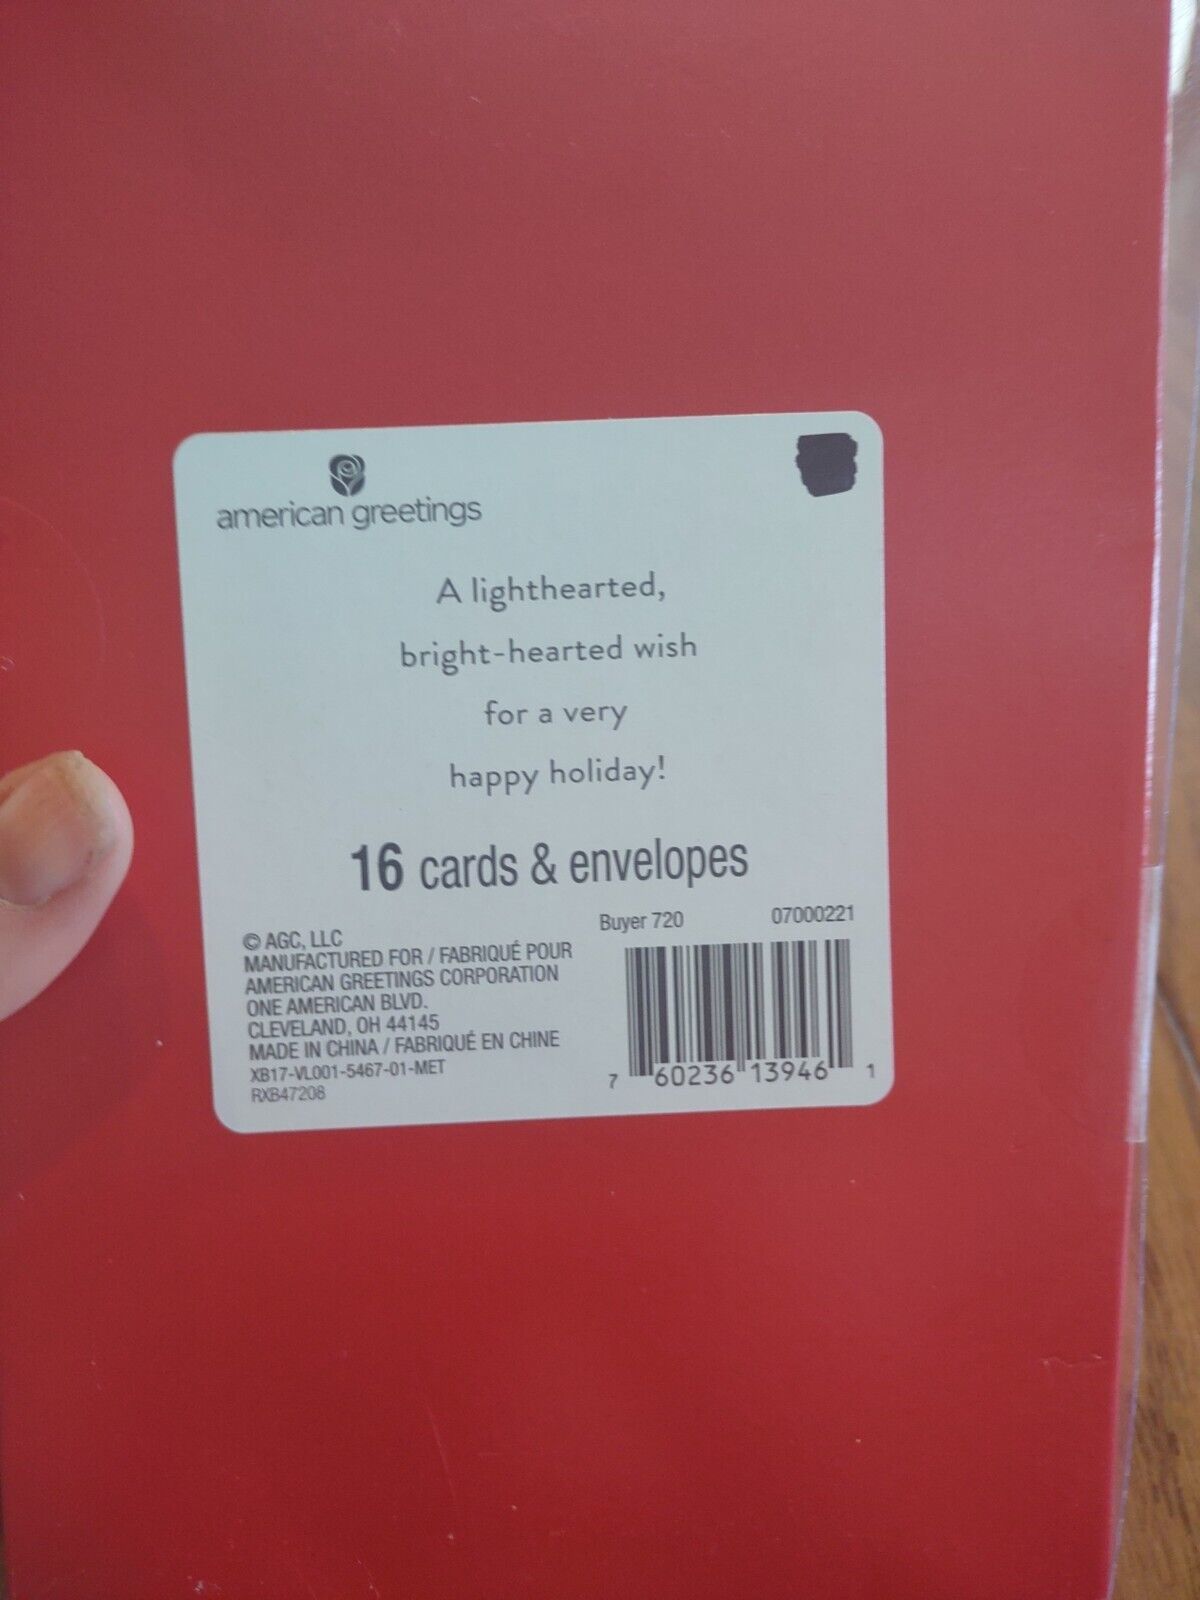 american greetings
A lighthearted,
bright-hearted wish
for a very
happy holiday!
16 cards & envelopes
Buyer 720 07000221
© AGC, LLC
MANUFACTURED FOR / FABRIQUÉ POUR
AMERICAN GREETINGS CORPORATION
ONE AMERICAN BLVD.
CLEVELAND, OH 44145
MADE IN CHINA / FABRIQUÉ EN CHINE
XB17-VL001-5467-01-MET
RXB47208
7 60236 13946 1